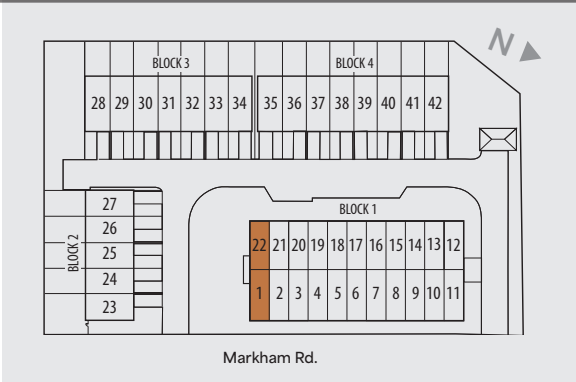 N
BLOCK 3 BLOCK 4
28 29 30 31 32 33 34 35 36 37 38 39 40 41 42
BLOCK 2
27
26
25
24
23
BLOCK 1
22 21 20 19 18 17 16 15 14 13 12
1 2 3 4 5 6 7 8 9 10 11
Markham Rd.